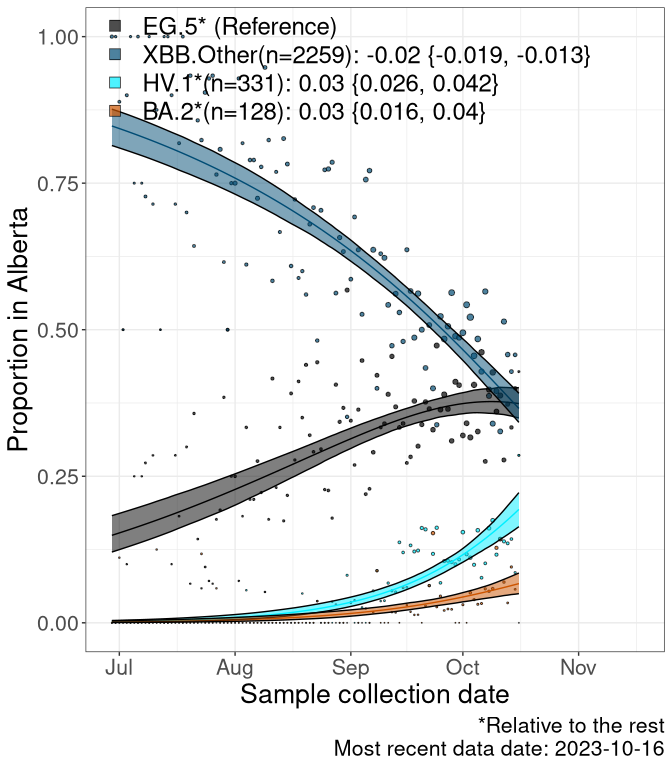 EG.5* (Reference)
XBB.Other(n=2259): -0.02 {-0.019, -0.013}
HV.1*(n=331): 0.03 {0.026, 0.042}
BA.2*(n=128): 0.03 {0.016, 0.04}
1.00
0.75
0.50
0.25
0.00
Proportion in Alberta
Jul Aug Sep Oct Nov
Sample collection date
*Relative to the rest
Most recent data date: 2023-10-16